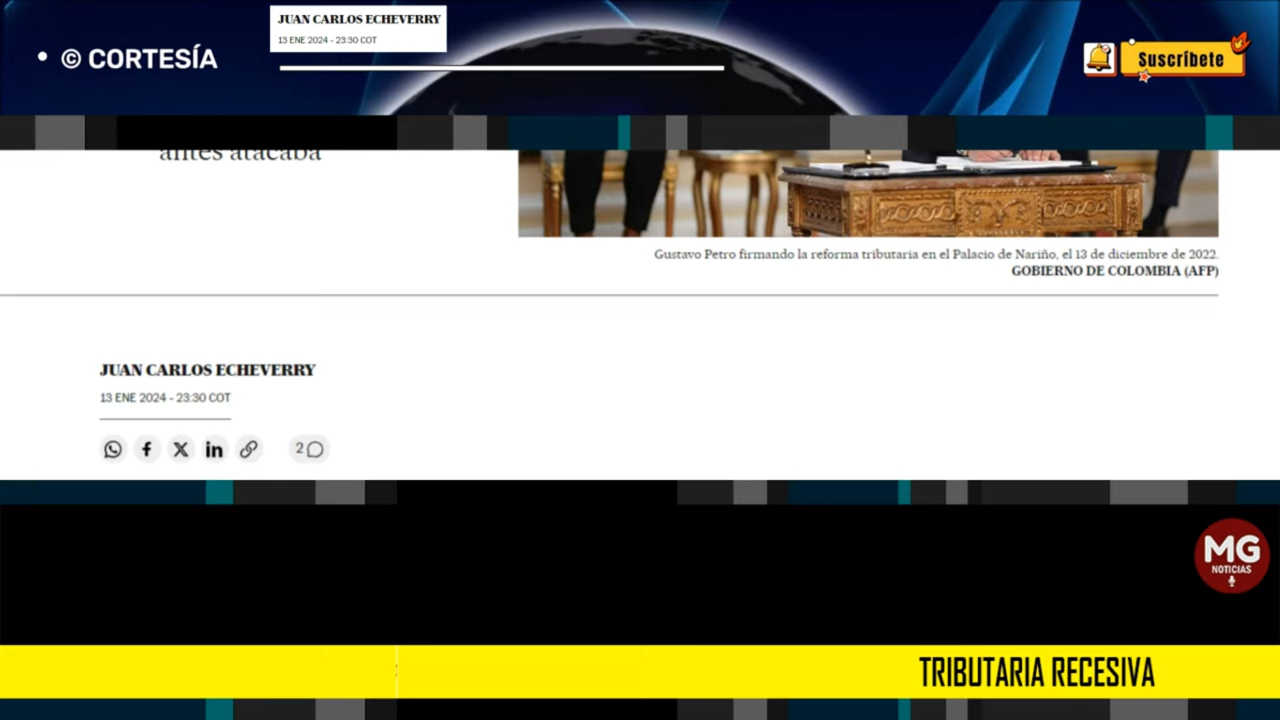 JUAN CARLOS ECHEVERRY
13 ENE 2024 - 23:30 COT
• © CORTESÍA
Suscríbete
antes atacaba
Gustavo Petro firmando la reforma tributaria en el Palacio de Nariño, el 13 de diciembre de 2022.
GOBIERNO DE COLOMBIA (AFP)
JUAN CARLOS ECHEVERRY
13 ENE 2024 - 23:30 COT
2
MG
NOTICIAS
TRIBUTARIA RECESIVA